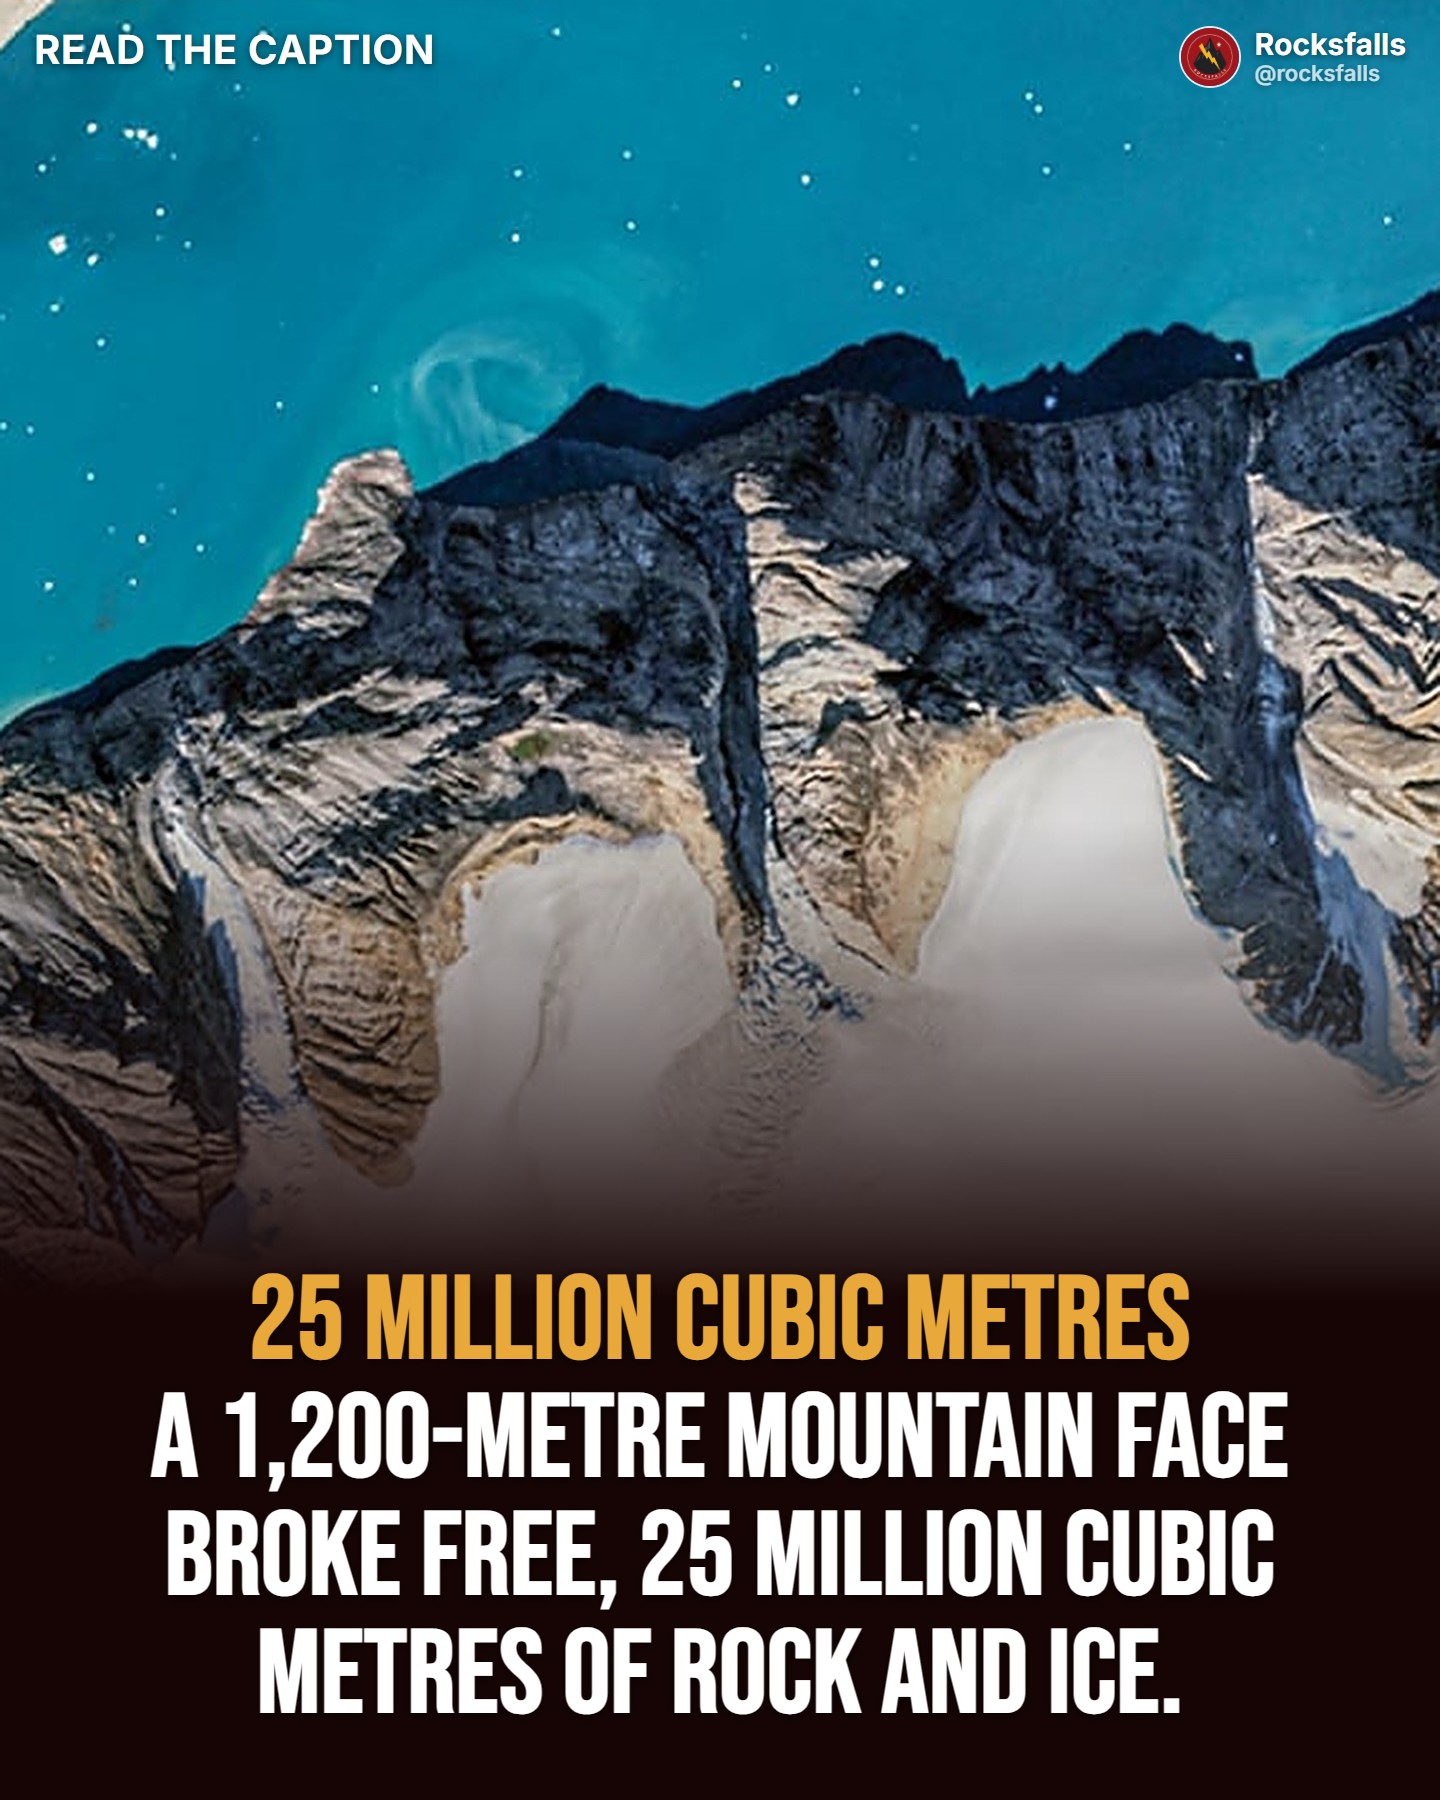 READ THE CAPTION
Rocksfalls
@rocksfalls
25 MILLION CUBIC METRES
A 1,200-METRE MOUNTAIN FACE
BROKE FREE, 25 MILLION CUBIC
METRES OF ROCK AND ICE.